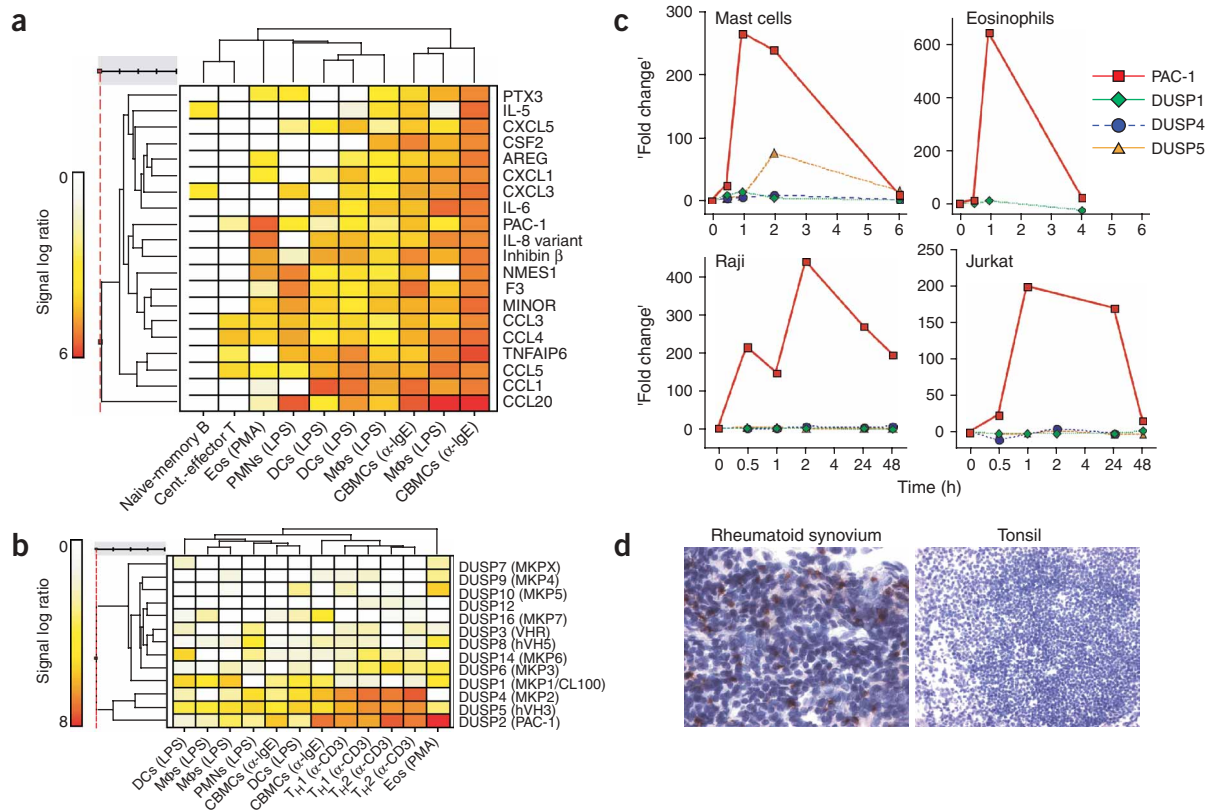 a
0
Signal log ratio
6
PTX3
IL-5
CXCL5
CSF2
AREG
CXCL1
CXCL3
IL-6
PAC-1
IL-8 variant
Inhibin β
NMES1
F3
MINOR
CCL3
CCL4
TNFAIP6
CCL5
CCL1
CCL20
Naive-memory B
Cent.-effector T
Eos (PMA)
PMNs (LPS)
DCs (LPS)
DCs (LPS)
MΦs (LPS)
CBMCs (α-IgE)
MΦs (LPS)
CBMCs (α-IgE)
b
0
Signal log ratio
8
DUSP7 (MKPX)
DUSP9 (MKP4)
DUSP10 (MKP5)
DUSP12
DUSP16 (MKP7)
DUSP3 (VHR)
DUSP8 (hVH5)
DUSP14 (MKP6)
DUSP6 (MKP3)
DUSP1 (MKP1/CL100)
DUSP4 (MKP2)
DUSP5 (hVH3)
DUSP2 (PAC-1)
DCs (LPS)
MΦs (LPS)
MΦs (LPS)
PMNs (LPS)
CBMCs (α-IgE)
DCs (LPS)
CBMCs (α-IgE)
TH1 (α-CD3)
TH1 (α-CD3)
TH2 (α-CD3)
TH2 (α-CD3)
Eos (PMA)
c
Mast cells
'Fold change'
300
200
100
0
0 1 2 3 4 5 6
Eosinophils
'Fold change'
600
400
200
0
0 1 2 3 4 5 6
PAC-1
DUSP1
DUSP4
DUSP5
Raji
'Fold change'
400
300
200
100
0
0 0.5 1 2 4 24 48
Jurkat
'Fold change'
250
200
150
100
50
0
0 0.5 1 2 4 24 48
Time (h)
d
Rheumatoid synovium
Tonsil